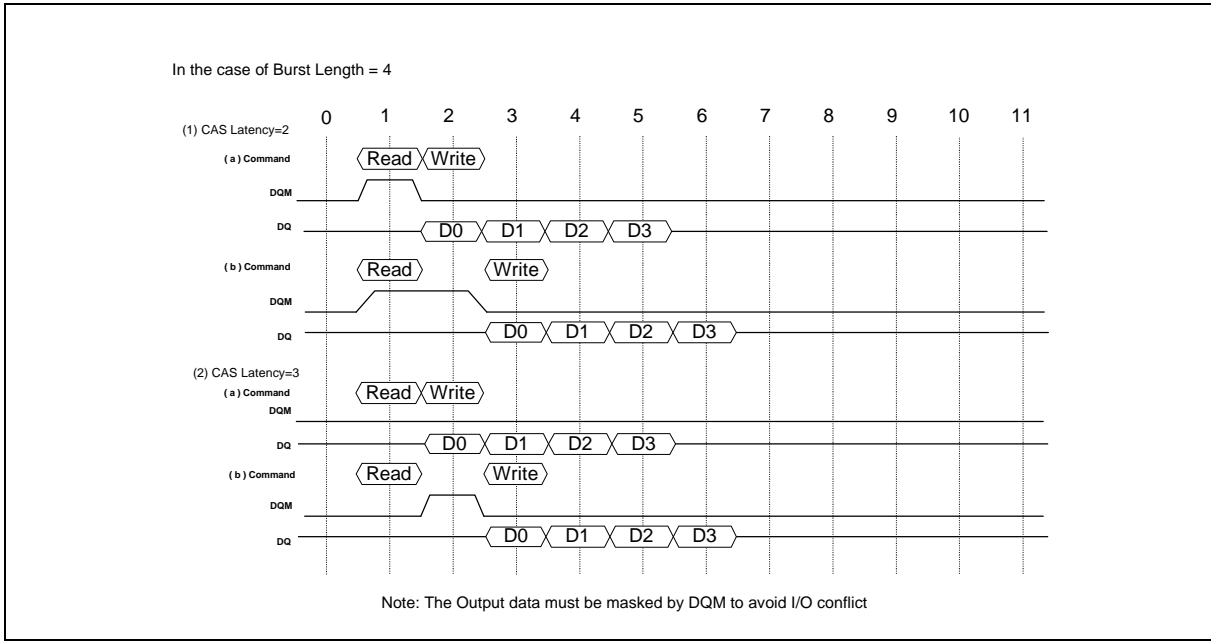 In the case of Burst Length = 4
0 1 2 3 4 5 6 7 8 9 10 11
(1) CAS Latency=2
( a ) Command Read Write
DQM
DQ D0 D1 D2 D3
( b ) Command Read Write
DQM
DQ D0 D1 D2 D3
(2) CAS Latency=3
( a ) Command Read Write
DQM
DQ D0 D1 D2 D3
( b ) Command Read Write
DQM
DQ D0 D1 D2 D3
Note: The Output data must be masked by DQM to avoid I/O conflict